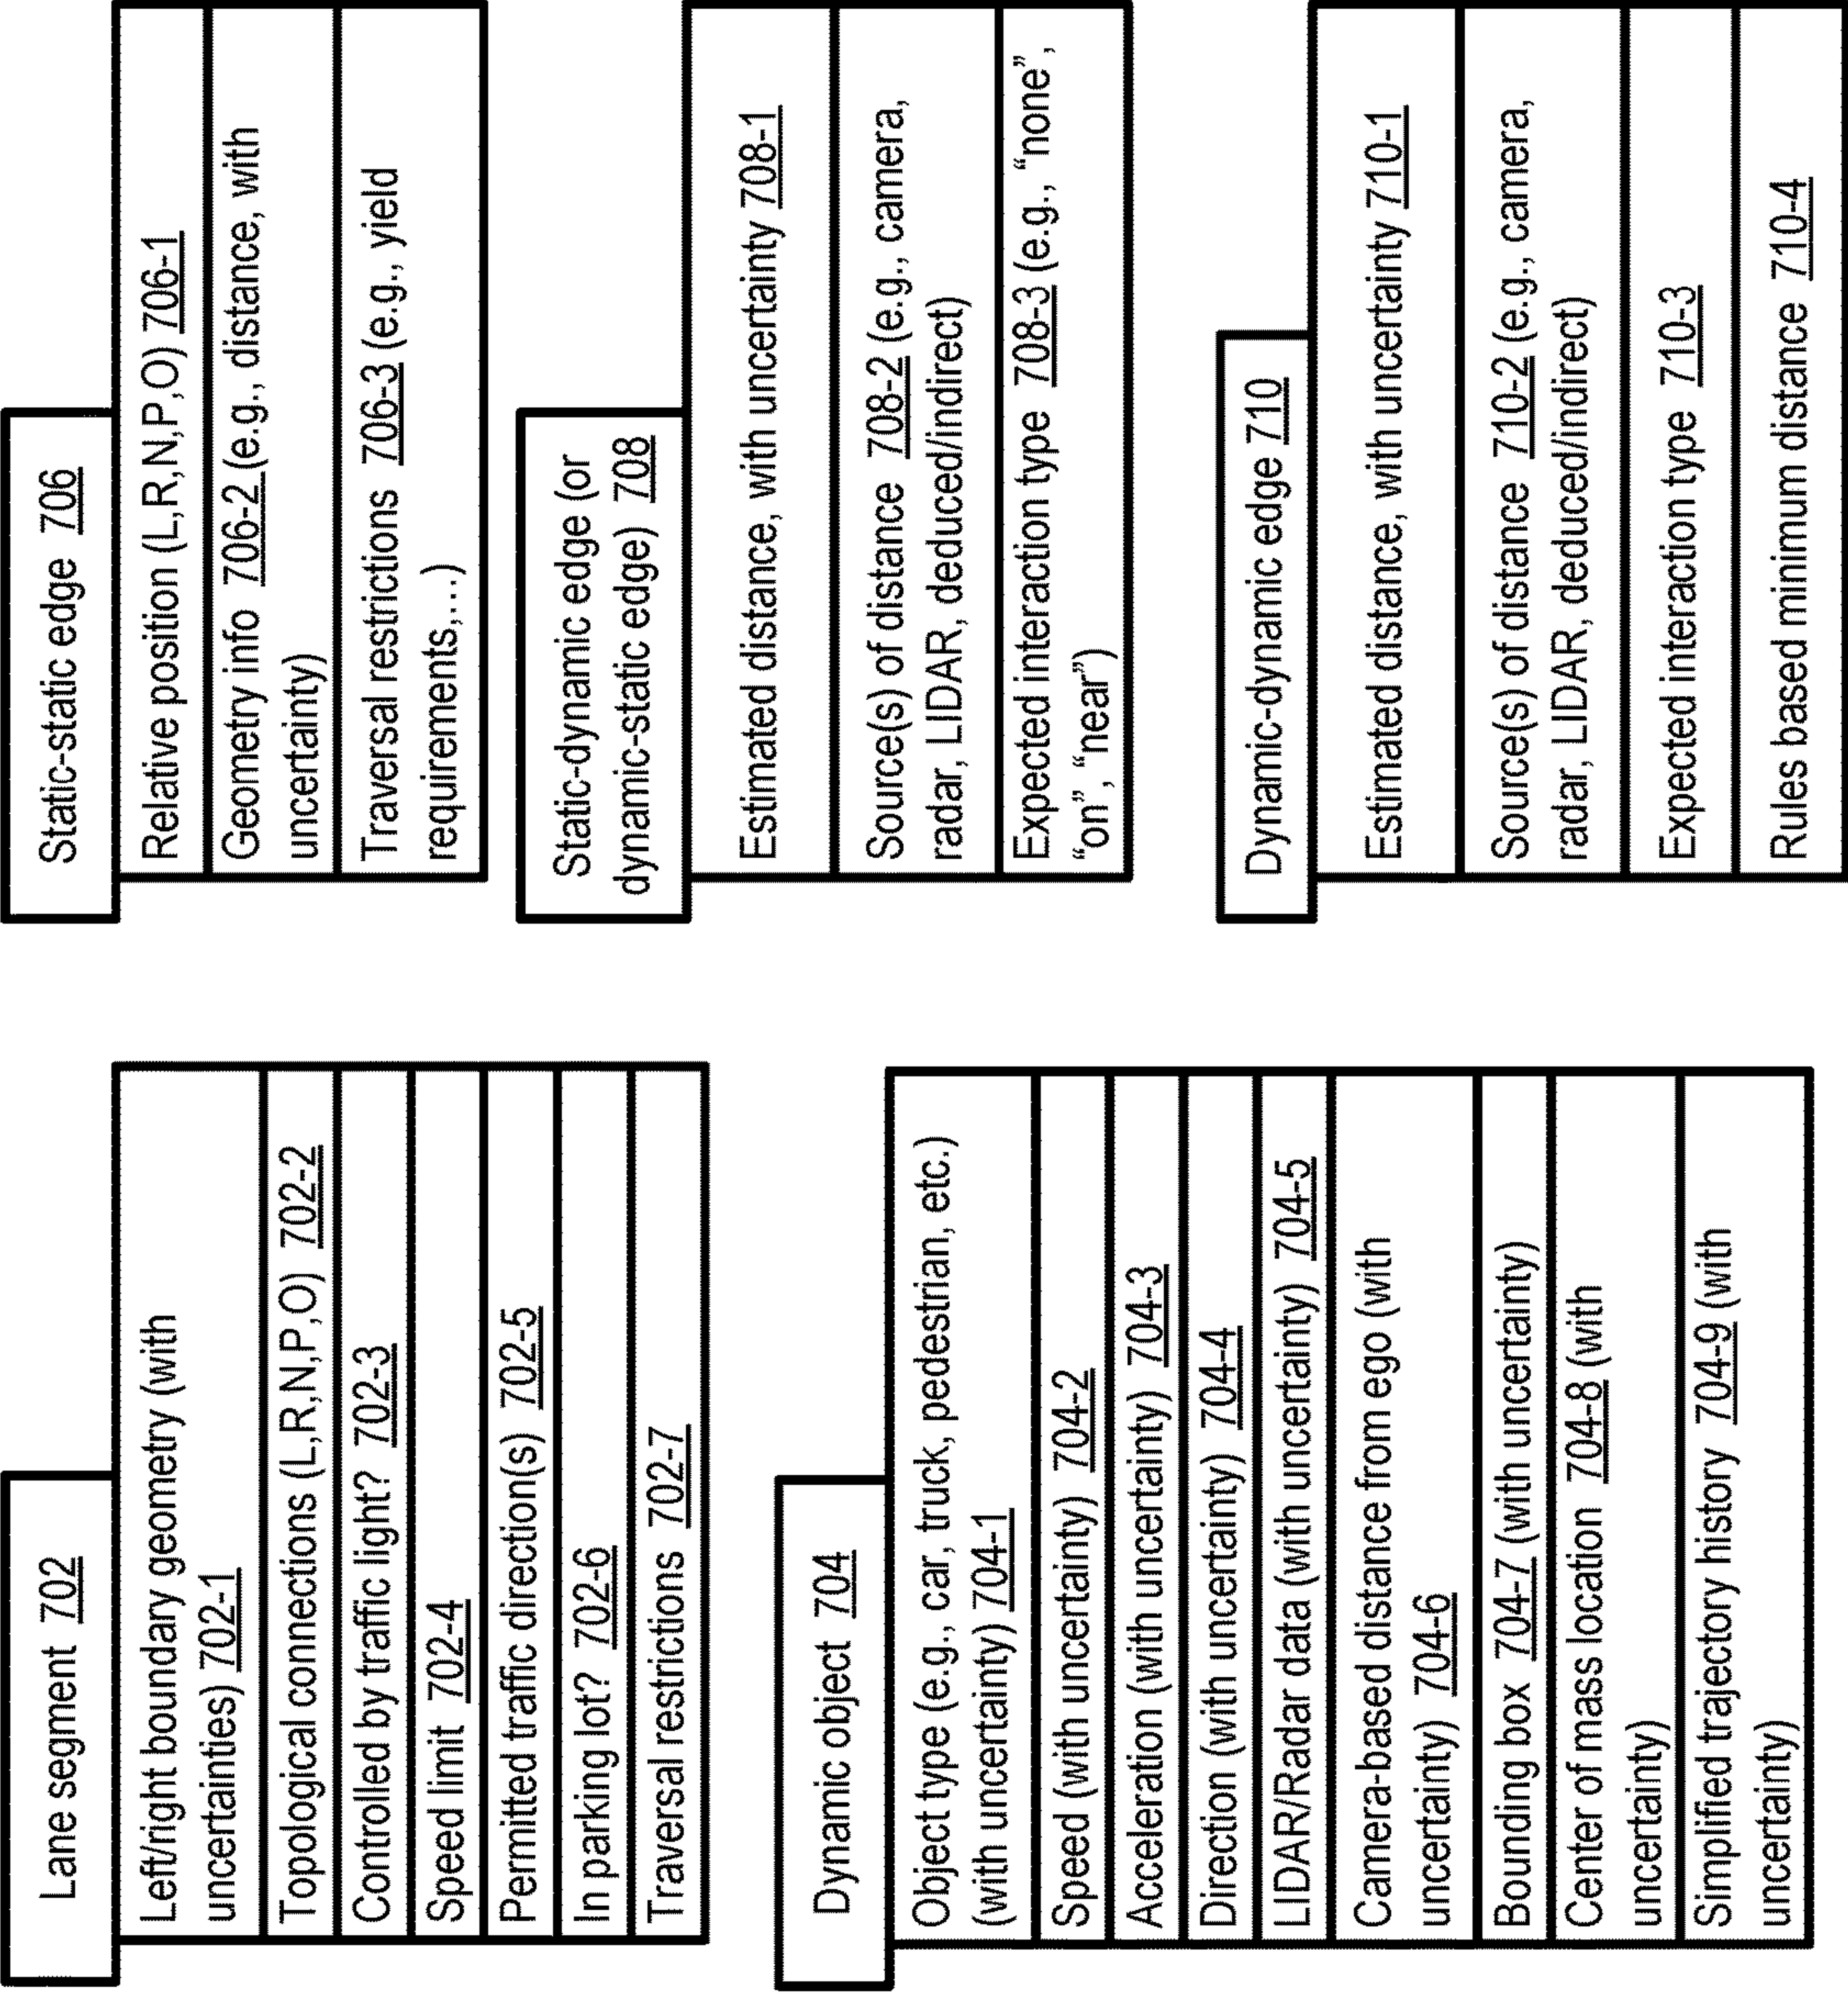 Lane segment 702
Left/right boundary geometry (with
uncertainties) 702-1
Topological connections (L,R,N,P,O) 702-2
Controlled by traffic light? 702-3
Speed limit 702-4
Permitted traffic direction(s) 702-5
In parking lot? 702-6
Traversal restrictions 702-7
Dynamic object 704
Object type (e.g., car, truck, pedestrian, etc.)
(with uncertainty) 704-1
Speed (with uncertainty) 704-2
Acceleration (with uncertainty) 704-3
Direction (with uncertainty) 704-4
LIDAR/Radar data (with uncertainty) 704-5
Camera-based distance from ego (with
uncertainty) 704-6
Bounding box 704-7 (with uncertainty)
Center of mass location 704-8 (with
uncertainty)
Simplified trajectory history 704-9 (with
uncertainty)
Static-static edge 706
Relative position (L,R,N,P,O) 706-1
Geometry info 706-2 (e.g., distance, with
uncertainty)
Traversal restrictions 706-3 (e.g., yield
requirements,...)
Static-dynamic edge (or
dynamic-static edge) 708
Estimated distance, with uncertainty 708-1
Source(s) of distance 708-2 (e.g., camera,
radar, LIDAR, deduced/indirect)
Expected interaction type 708-3 (e.g., “none”,
“on”, “near”)
Dynamic-dynamic edge 710
Estimated distance, with uncertainty 710-1
Source(s) of distance 710-2 (e.g., camera,
radar, LIDAR, deduced/indirect)
Expected interaction type 710-3
Rules based minimum distance 710-4